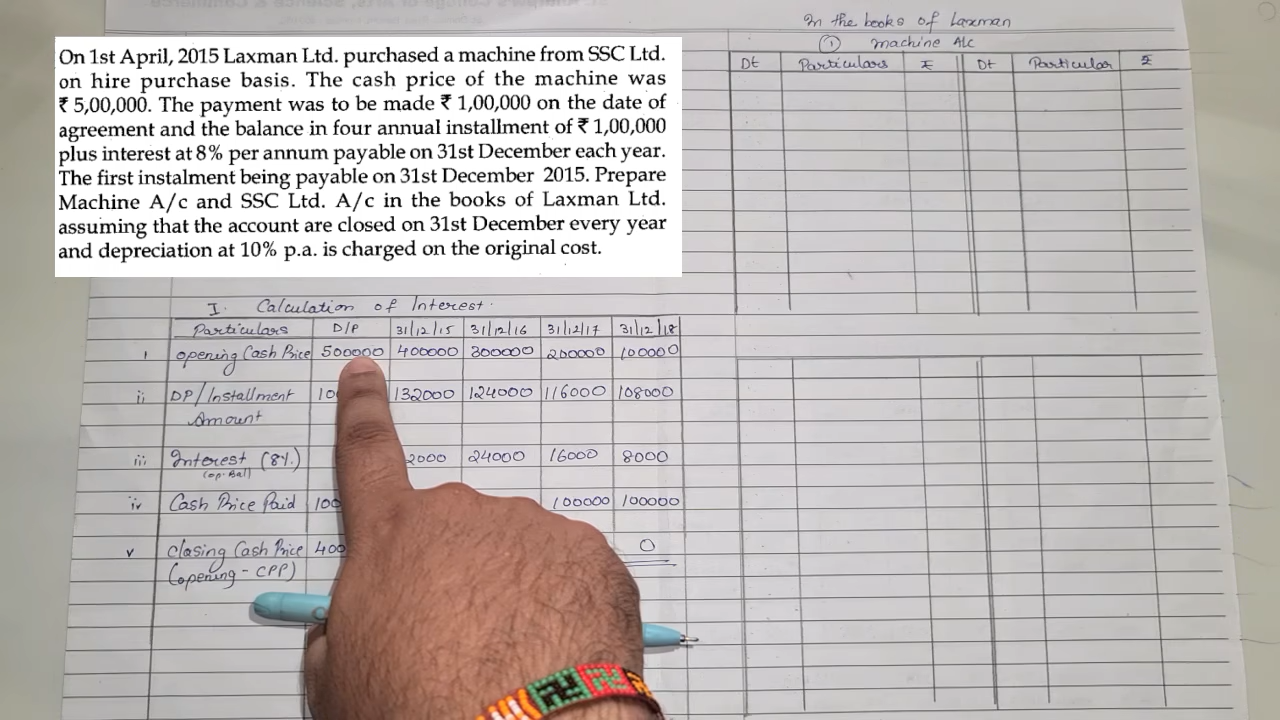 In the books of Laxman
① machine A/c
Dt Particulars ₹ Dt Particular ₹
On 1st April, 2015 Laxman Ltd. purchased a machine from SSC Ltd.
on hire purchase basis. The cash price of the machine was
₹ 5,00,000. The payment was to be made ₹ 1,00,000 on the date of
agreement and the balance in four annual installment of ₹ 1,00,000
plus interest at 8% per annum payable on 31st December each year.
The first instalment being payable on 31st December 2015. Prepare
Machine A/c and SSC Ltd. A/c in the books of Laxman Ltd.
assuming that the account are closed on 31st December every year
and depreciation at 10% p.a. is charged on the original cost.
I. Calculation of Interest.
Particulars D/P 31/12/15 31/12/16 31/12/17 31/12/18
i opening Cash Price 500000 400000 300000 200000 100000
ii DP/Installment 10 132000 124000 116000 108000
Amount
iii Interest (8%) 2000 24000 16000 8000
(op. Bal)
iv Cash Price Paid 100 100000 100000
v Closing Cash Price 400 0
(opening - CPP)